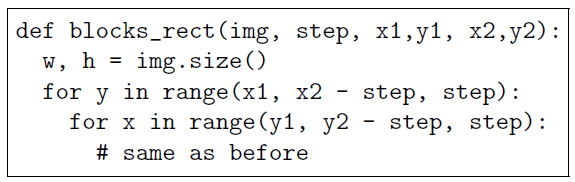 def blocks_rect(img, step, x1,y1, x2,y2):
  w, h = img.size()
  for y in range(x1, x2 - step, step):
    for x in range(y1, y2 - step, step):
      # same as before